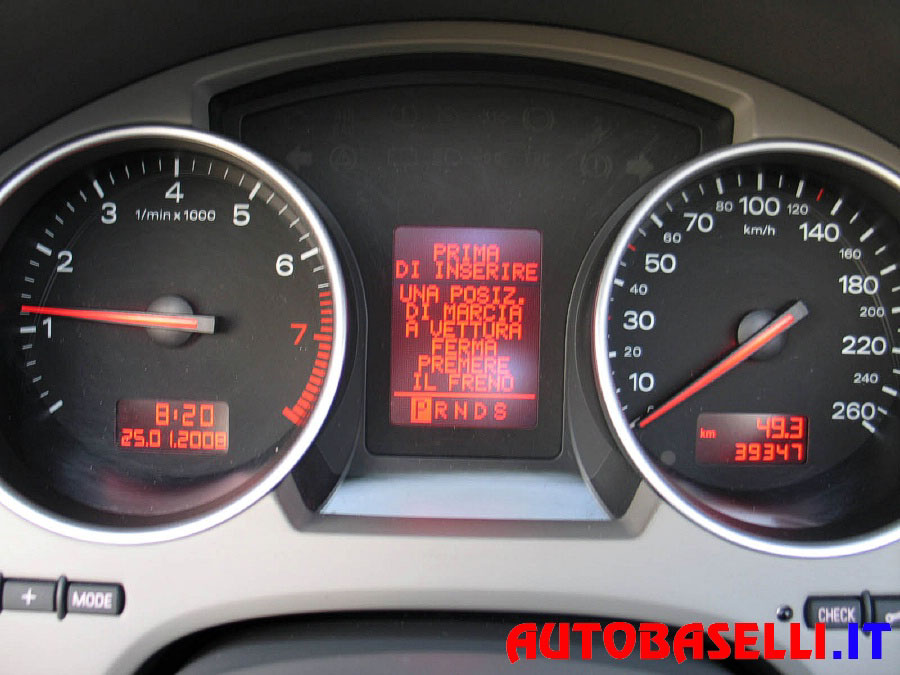 1 2 3 4 5 6 7
1/min x 1000
8:20
25.01.2008
PRIMA
DI INSERIRE
UNA POSIZ.
DI MARCIA
A VETTURA
FERMA
PREMERE
IL FRENO
P R N D S
10 20 30 40 50 60 70 80 100 120 140 160 180 200 220 240 260
km/h
km 49.3
39347
+ MODE
CHECK
AUTOBASELLI.IT